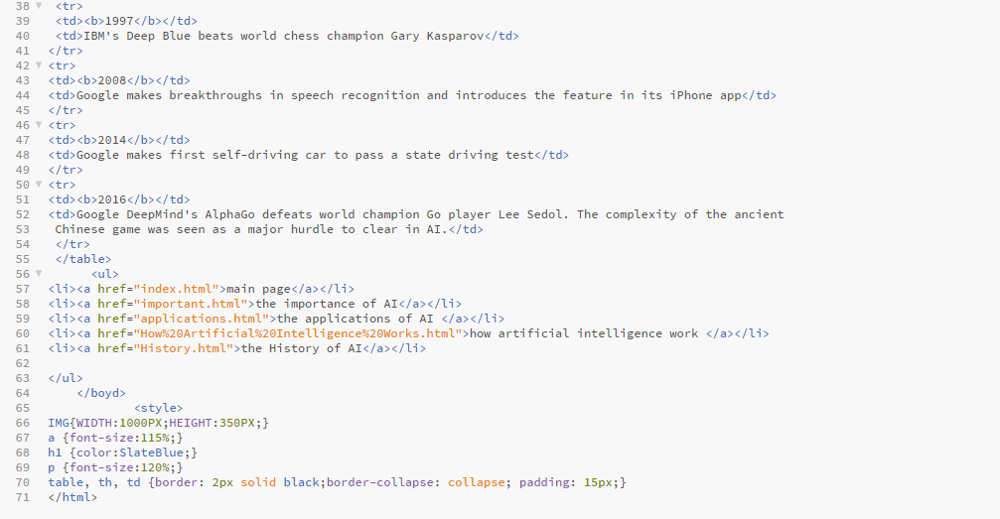 38 <tr>
39 <td><b>1997</b></td>
40 <td>IBM's Deep Blue beats world chess champion Gary Kasparov</td>
41 </tr>
42 <tr>
43 <td><b>2008</b></td>
44 <td>Google makes breakthroughs in speech recognition and introduces the feature in its iPhone app</td>
45 </tr>
46 <tr>
47 <td><b>2014</b></td>
48 <td>Google makes first self-driving car to pass a state driving test</td>
49 </tr>
50 <tr>
51 <td><b>2016</b></td>
52 <td>Google DeepMind's AlphaGo defeats world champion Go player Lee Sedol. The complexity of the ancient
53 Chinese game was seen as a major hurdle to clear in AI.</td>
54 </tr>
55 </table>
56 <ul>
57 <li><a href="index.html">main page</a></li>
58 <li><a href="important.html">the importance of AI</a></li>
59 <li><a href="applications.html">the applications of AI </a></li>
60 <li><a href="How%20Artificial%20Intelligence%20Works.html">how artificial intelligence work </a></li>
61 <li><a href="History.html">the History of AI</a></li>
62
63 </ul>
64 </boyd>
65 <style>
66 IMG{WIDTH:1000PX;HEIGHT:350PX;}
67 a {font-size:115%;}
68 h1 {color:SlateBlue;}
69 p {font-size:120%;}
70 table, th, td {border: 2px solid black;border-collapse: collapse; padding: 15px;}
71 </html>